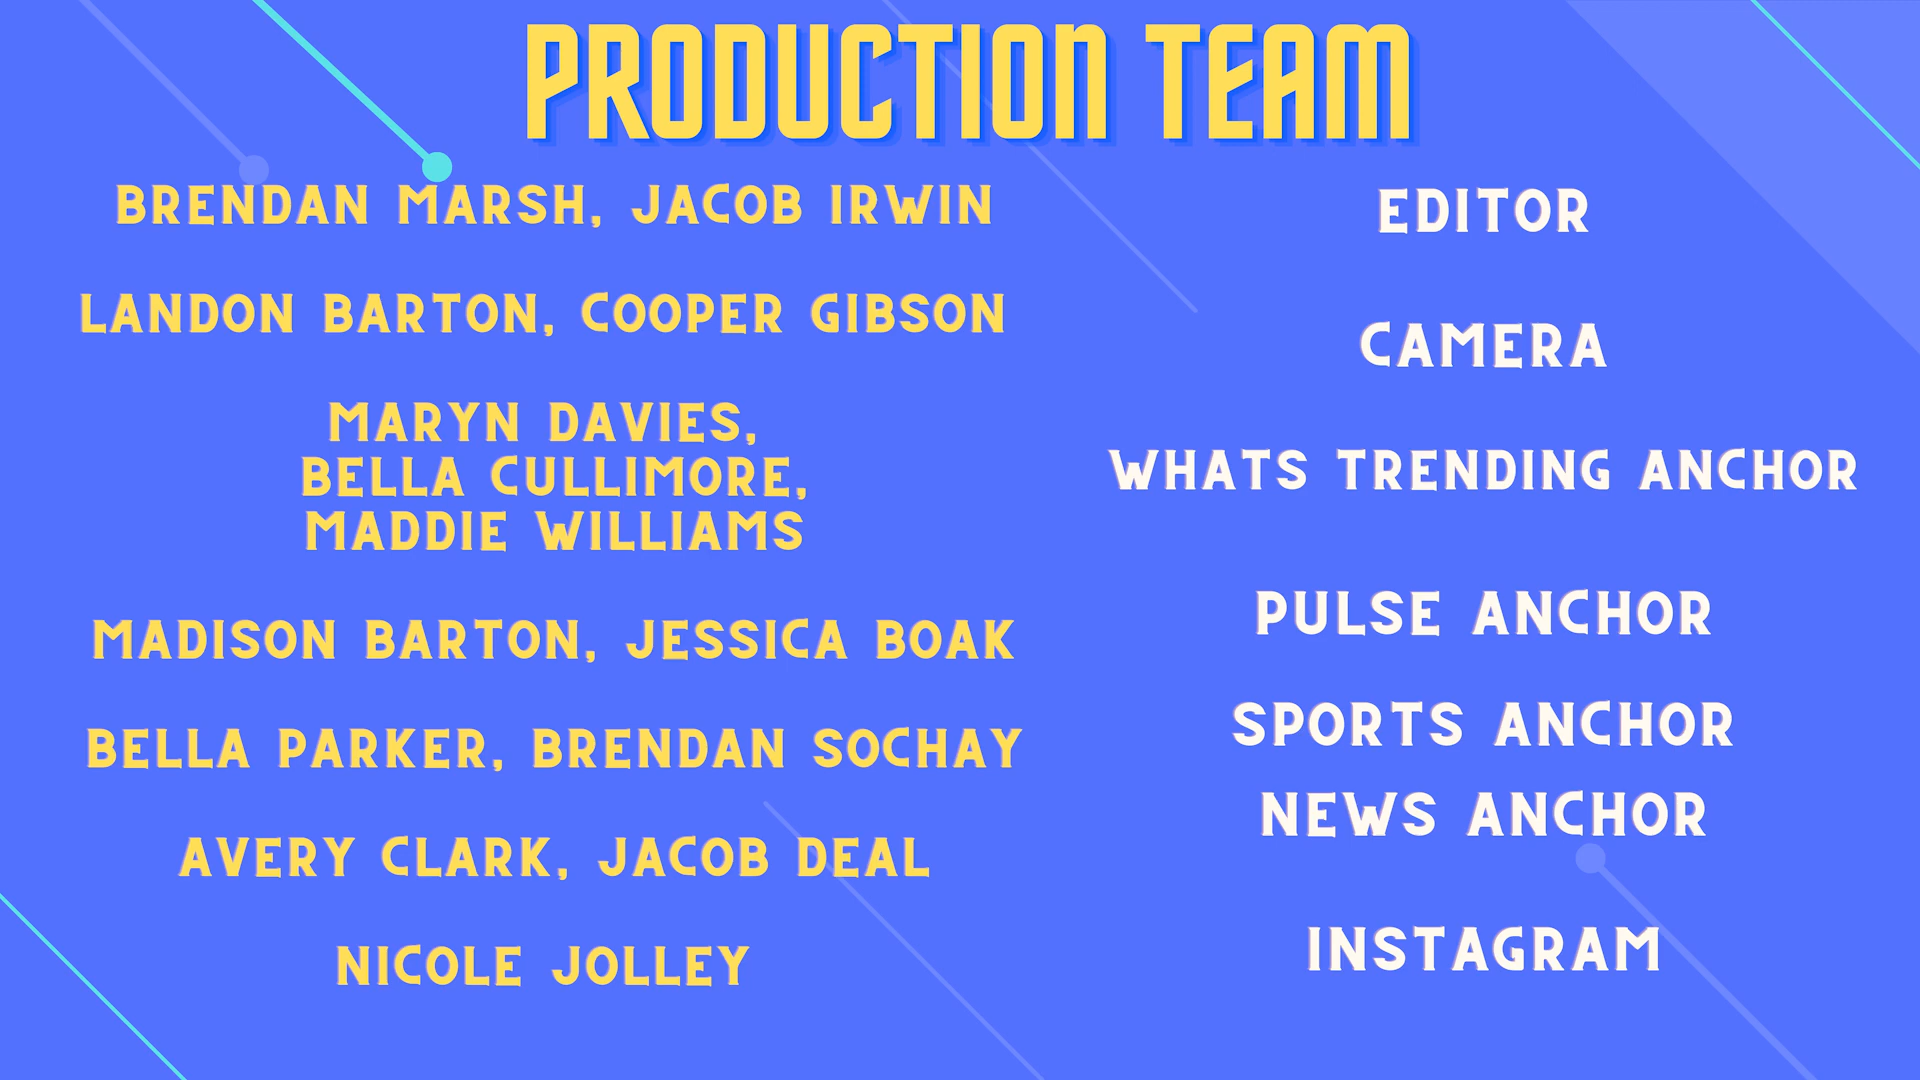 PRODUCTION TEAM
BRENDAN MARSH, JACOB IRWIN
EDITOR
LANDON BARTON, COOPER GIBSON
CAMERA
MARYN DAVIES,
BELLA CULLIMORE,
MADDIE WILLIAMS
WHATS TRENDING ANCHOR
MADISON BARTON, JESSICA BOAK
PULSE ANCHOR
BELLA PARKER, BRENDAN SOCHAY
SPORTS ANCHOR
AVERY CLARK, JACOB DEAL
NEWS ANCHOR
NICOLE JOLLEY
INSTAGRAM